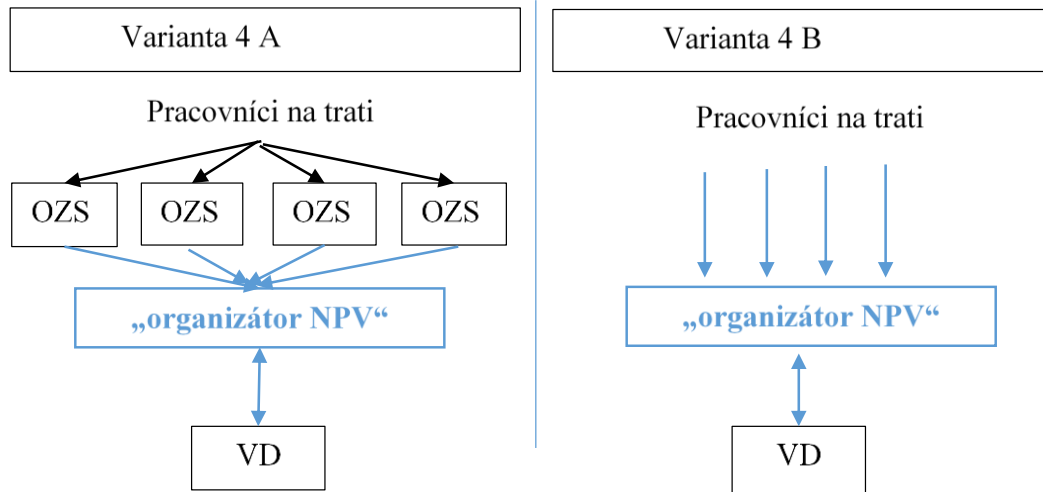 Varianta 4 A
Pracovníci na trati
OZS
OZS
OZS
OZS
„organizátor NPV“
VD
Varianta 4 B
Pracovníci na trati
„organizátor NPV“
VD